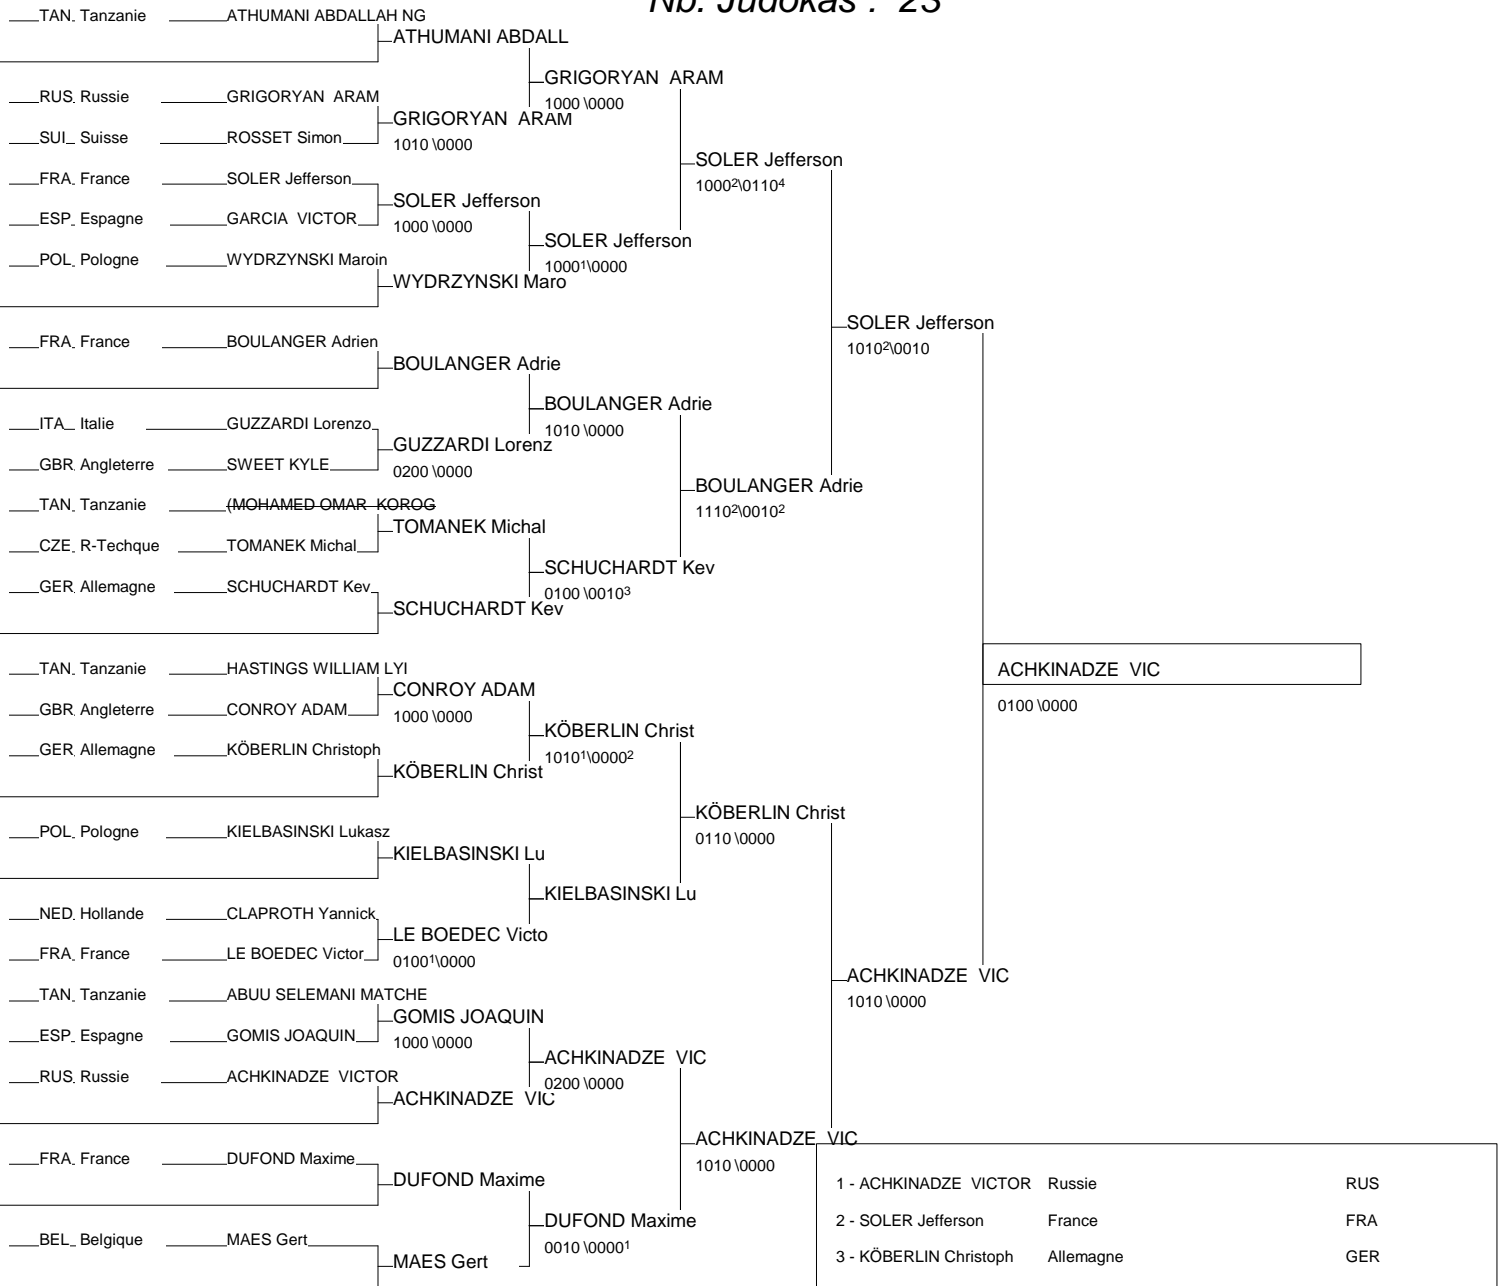 Nb. Judokas : 23
TAN Tanzanie ATHUMANI ABDALLAH NG
ATHUMANI ABDALL
GRIGORYAN ARAM
1000 \0000
RUS Russie GRIGORYAN ARAM
GRIGORYAN ARAM
1010 \0000
SUI Suisse ROSSET Simon
SOLER Jefferson
1000²\0110⁴
FRA France SOLER Jefferson
SOLER Jefferson
1000 \0000
ESP Espagne GARCIA VICTOR
SOLER Jefferson
1000¹\0000
POL Pologne WYDRZYNSKI Maroin
WYDRZYNSKI Maro
SOLER Jefferson
1010²\0010
FRA France BOULANGER Adrien
BOULANGER Adrie
BOULANGER Adrie
1010 \0000
ITA Italie GUZZARDI Lorenzo
GUZZARDI Lorenz
0200 \0000
GBR Angleterre SWEET KYLE
BOULANGER Adrie
1110²\0010²
TAN Tanzanie (MOHAMED OMAR KOROG
TOMANEK Michal
CZE R-Techque TOMANEK Michal
SCHUCHARDT Kev
0100 \0010³
GER Allemagne SCHUCHARDT Kev
SCHUCHARDT Kev
TAN Tanzanie HASTINGS WILLIAM LYI
ACHKINADZE VIC
0100 \0000
CONROY ADAM
1000 \0000
GBR Angleterre CONROY ADAM
KÖBERLIN Christ
1010¹\0000²
GER Allemagne KÖBERLIN Christoph
KÖBERLIN Christ
KÖBERLIN Christ
0110 \0000
POL Pologne KIELBASINSKI Lukasz
KIELBASINSKI Lu
KIELBASINSKI Lu
NED Hollande CLAPROTH Yannick
LE BOEDEC Victo
0100¹\0000
FRA France LE BOEDEC Victor
ACHKINADZE VIC
1010 \0000
TAN Tanzanie ABUU SELEMANI MATCHE
GOMIS JOAQUIN
1000 \0000
ESP Espagne GOMIS JOAQUIN
ACHKINADZE VIC
0200 \0000
RUS Russie ACHKINADZE VICTOR
ACHKINADZE VIC
ACHKINADZE VIC
1010 \0000
FRA France DUFOND Maxime
DUFOND Maxime
DUFOND Maxime
0010 \0000¹
BEL Belgique MAES Gert
MAES Gert
1 - ACHKINADZE VICTOR Russie RUS
2 - SOLER Jefferson France FRA
3 - KÖBERLIN Christoph Allemagne GER